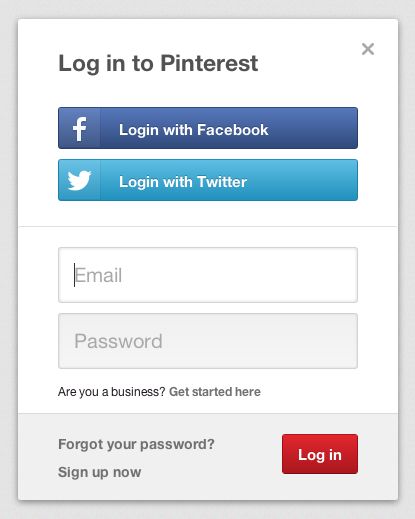 Log in to Pinterest
Login with Facebook
Login with Twitter
Email
Password
Are you a business? Get started here
Forgot your password?
Log in
Sign up now